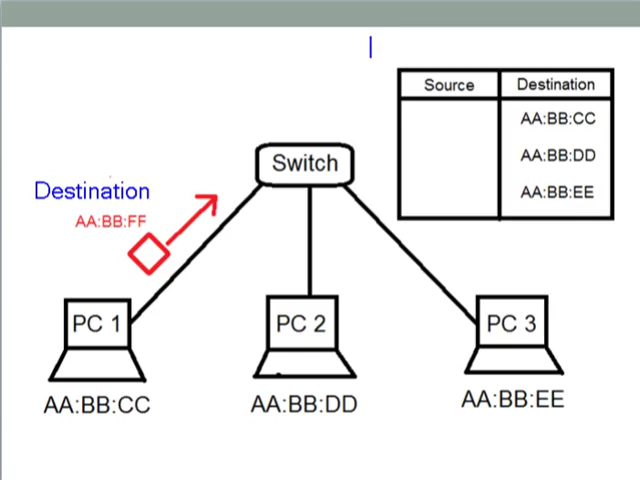 Source Destination
AA:BB:CC
AA:BB:DD
AA:BB:EE
Switch
Destination
AA:BB:FF
PC 1
PC 2
PC 3
AA:BB:CC
AA:BB:DD
AA:BB:EE